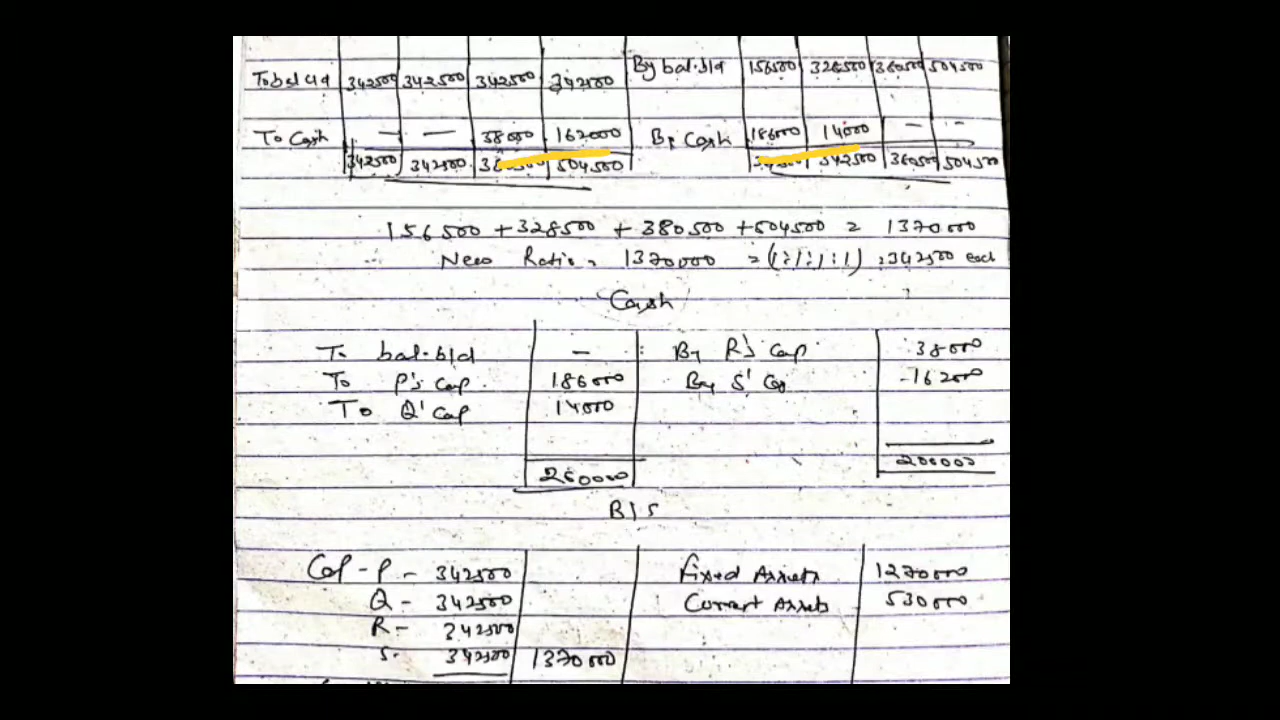 To bal c/d 342500 342500 342500 342500 By bal. b/d 156500 328500 380500 504500
To Cash — — 38000 162000 By Cash 186000 14000 — -
342500 342500 504500 342500 380500 504500
156500 + 328500 + 380500 + 504500 = 1370000
New Ratio = 1370000 = (1:1:1:1) = 342500 each
Cash
To bal. b/d — By R's Cap 38000
To P's Cap. 186000 By S' Cap 162000
To Q' Cap 14000
200000 200000
B/S
Cap - P - 342500 Fixed Assets 1270000
Q - 342500 Current Assets 530000
R - 342500
S. 342500 1370000